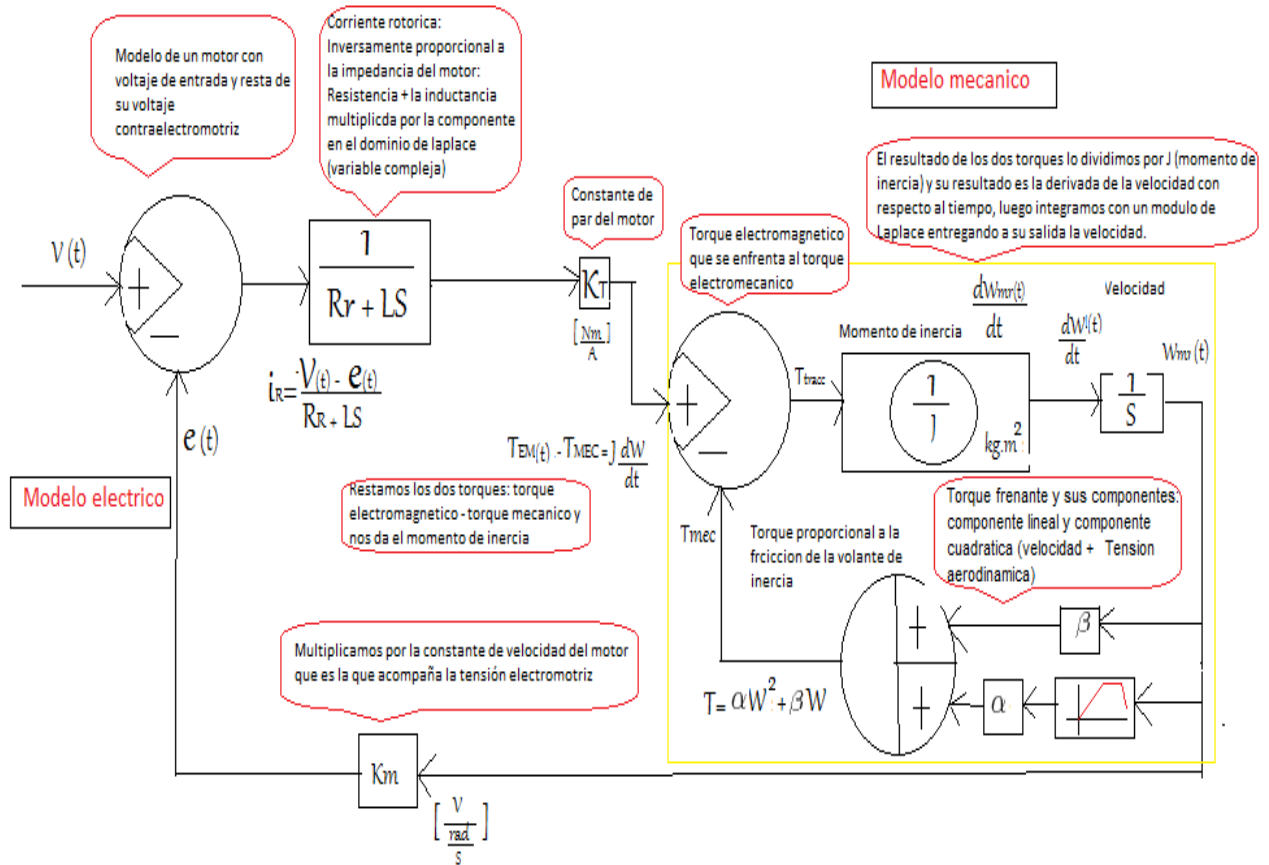 Modelo de un motor con
voltaje de entrada y resta de
su voltaje
contraelectromotriz
Corriente rotorica:
Inversamente proporcional a
la impedancia del motor:
Resistencia + la inductancia
multiplicda por la componente
en el dominio de laplace
(variable compleja)
Modelo mecanico
El resultado de los dos torques lo dividimos por J (momento de
inercia) y su resultado es la derivada de la velocidad con
respecto al tiempo, luego integramos con un modulo de
Laplace entregando a su salida la velocidad.
Constante de
par del motor
Torque electromagnetico
que se enfrenta al torque
electromecanico
V(t)
+
−
1
Rr + LS
iR= V(t) - e(t)
RR + LS
KT
[ Nm ]
A
+
−
Ttracc
Momento de inercia
1
J
kg.m²
dWmr(t)
dt
dW(t)
dt
Velocidad
1
S
Wmr (t)
e(t)
TEM(t) - TMEC = J dW
dt
Modelo electrico
Restamos los dos torques: torque
electromagnetico - torque mecanico y
nos da el momento de inercia
Tmec
Torque proporcional a la
frciccion de la volante de
inercia
Torque frenante y sus componentes:
componente lineal y componente
cuadratica (velocidad + Tension
aerodinamica)
+
β
+
α
T= αW²+βW
Multiplicamos por la constante de velocidad del motor
que es la que acompaña la tensión electromotriz
Km
[ V ]
rad
S